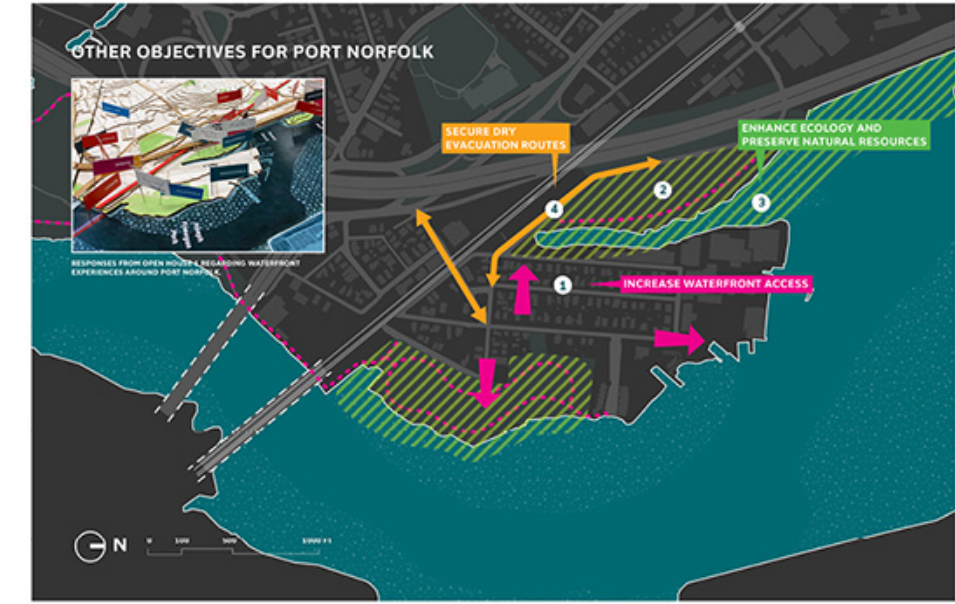 OTHER OBJECTIVES FOR PORT NORFOLK
SECURE DRY
EVACUATION ROUTES
ENHANCE ECOLOGY AND
PRESERVE NATURAL RESOURCES
2
3
4
1
INCREASE WATERFRONT ACCESS
RESPONSES FROM OPEN HOUSE 1 REGARDING WATERFRONT
EXPERIENCES AROUND PORT NORFOLK.
N
0 100 500 1000 Ft